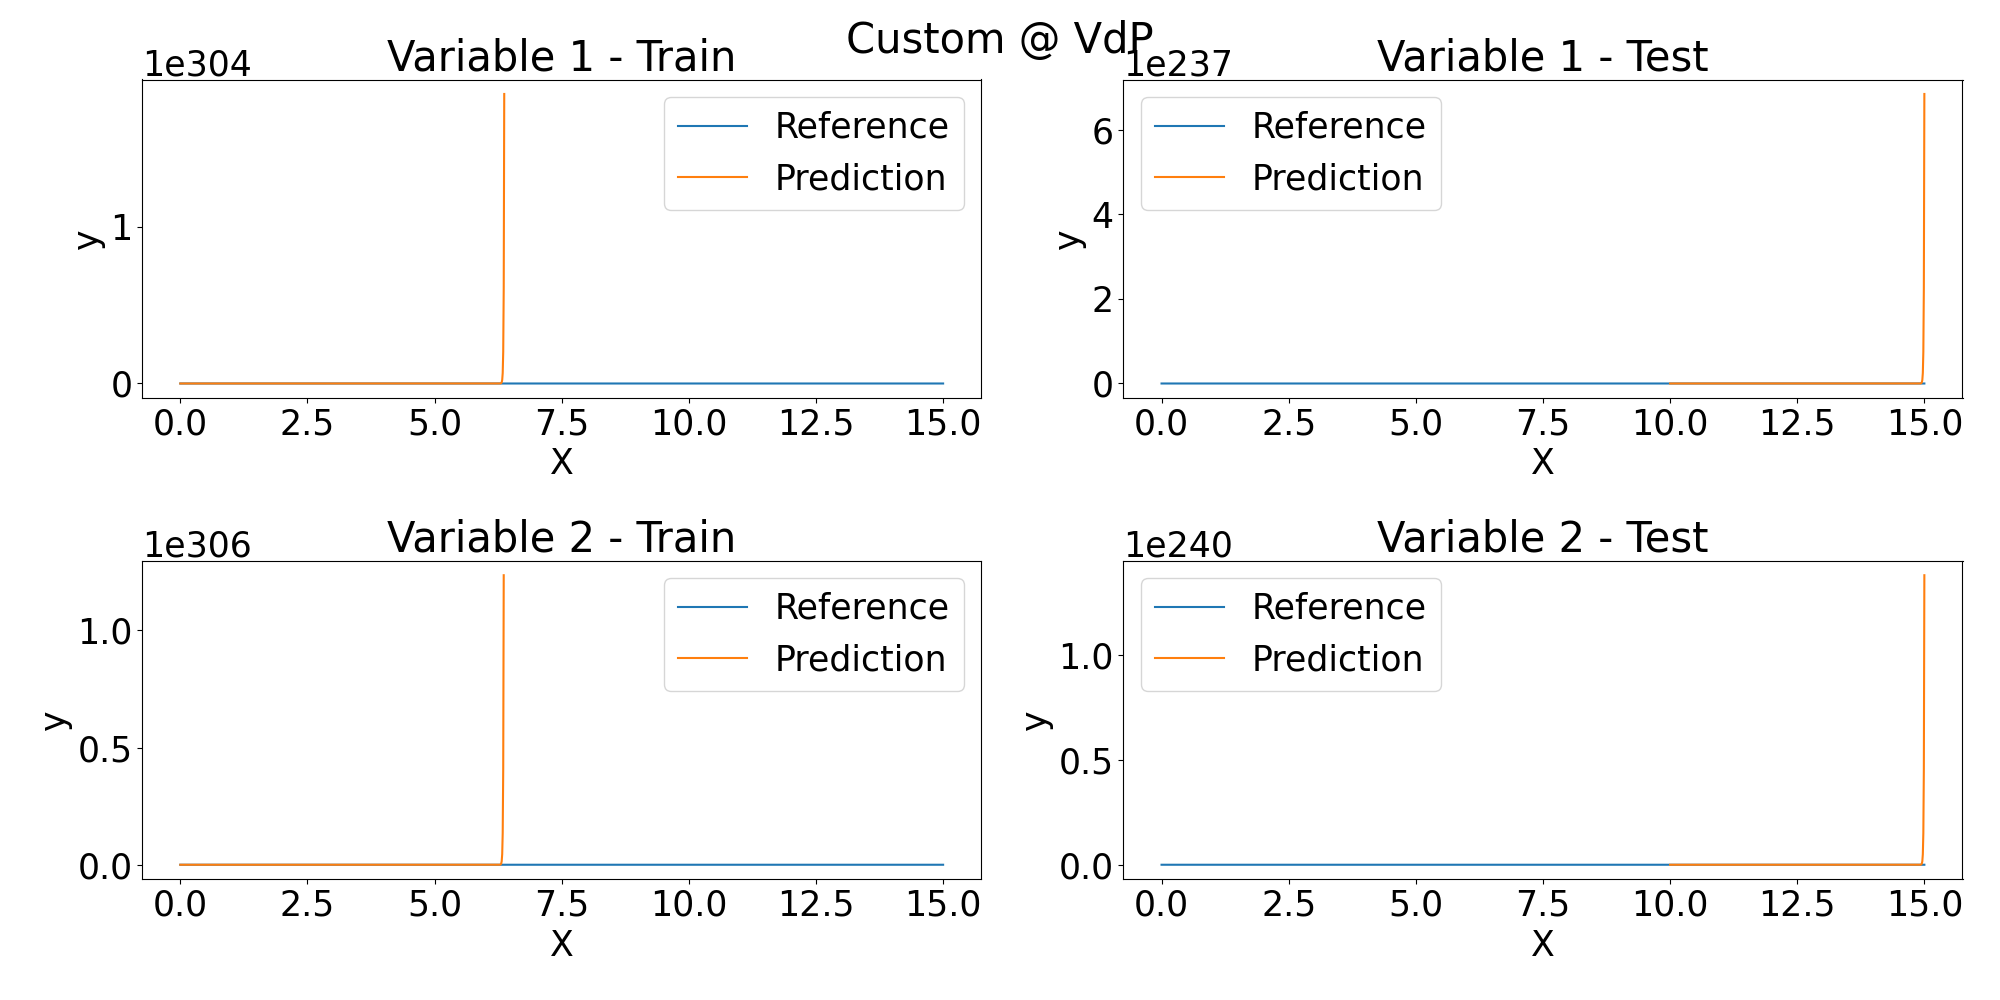 Custom @ VdP
Variable 1 - Train
1e304
y
1
0
Reference
Prediction
0.0 2.5 5.0 7.5 10.0 12.5 15.0
X
Variable 1 - Test
1e237
y
6
4
2
0
Reference
Prediction
0.0 2.5 5.0 7.5 10.0 12.5 15.0
X
Variable 2 - Train
1e306
y
1.0
0.5
0.0
Reference
Prediction
0.0 2.5 5.0 7.5 10.0 12.5 15.0
X
Variable 2 - Test
1e240
y
1.0
0.5
0.0
Reference
Prediction
0.0 2.5 5.0 7.5 10.0 12.5 15.0
X